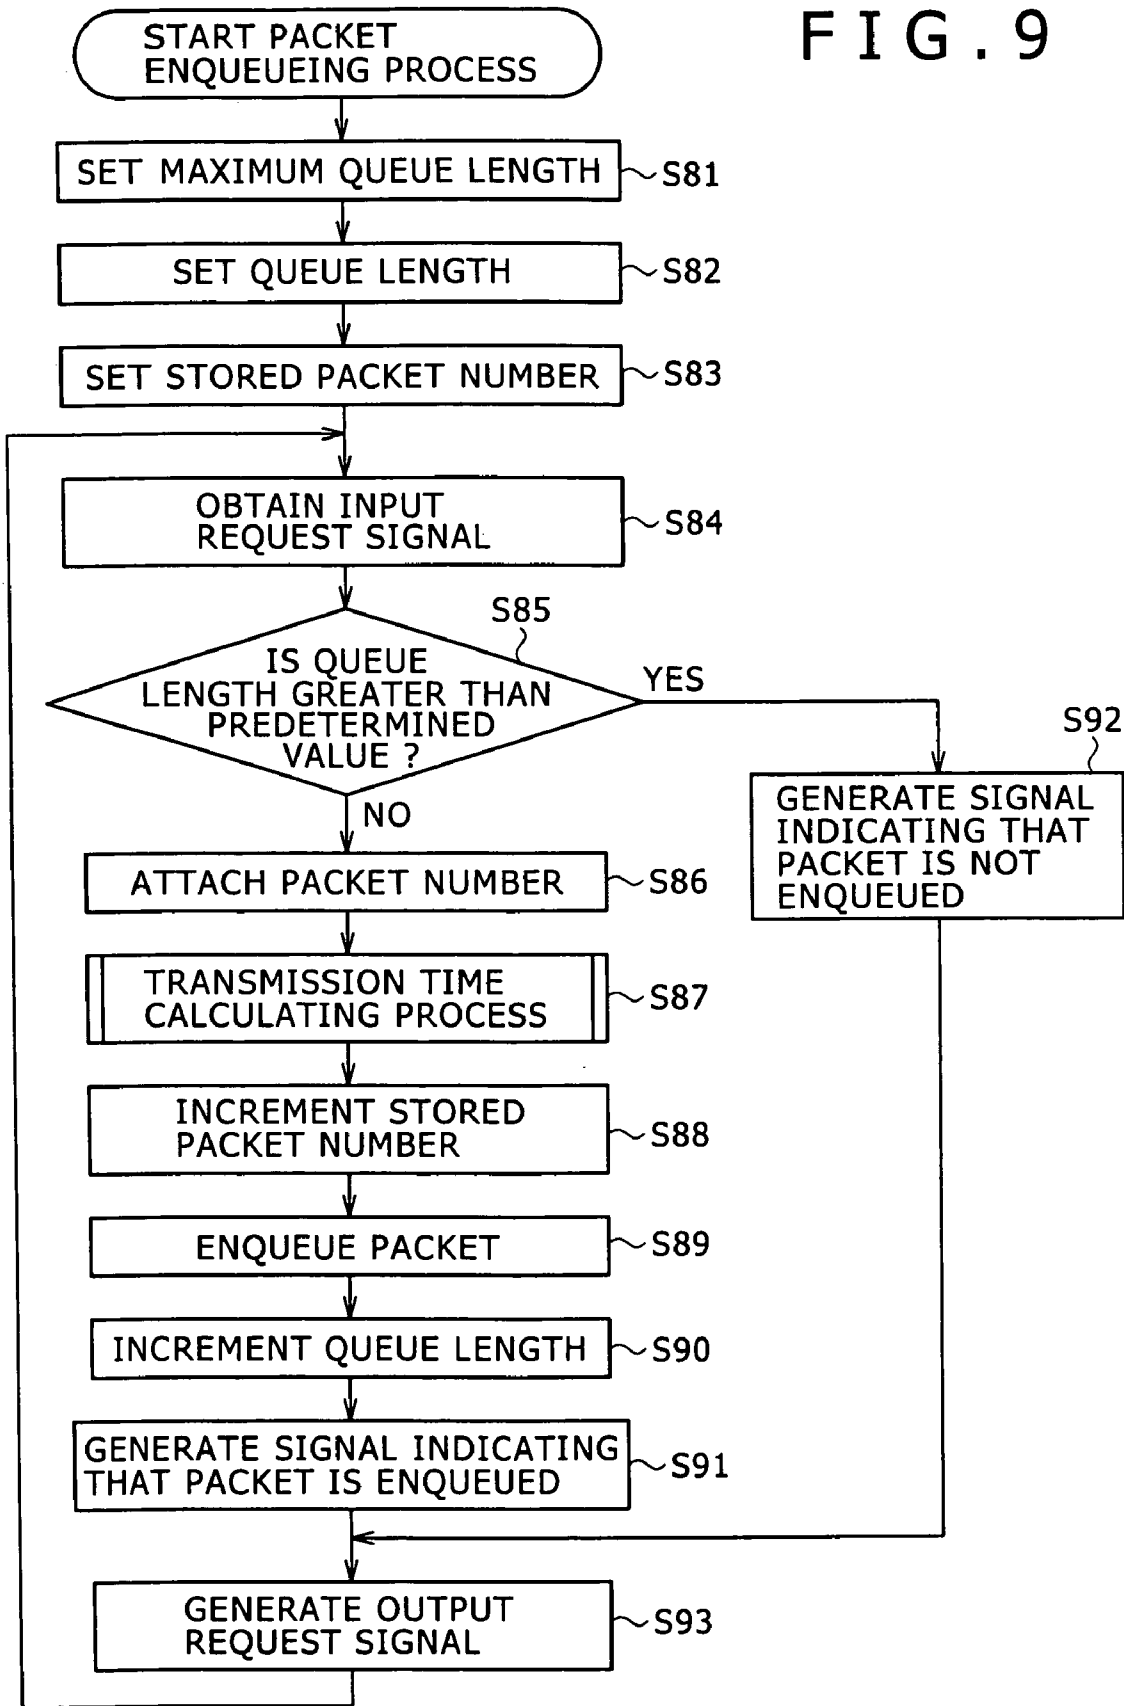 FIG.9
START PACKET
ENQUEUEING PROCESS
SET MAXIMUM QUEUE LENGTH
S81
SET QUEUE LENGTH
S82
SET STORED PACKET NUMBER
S83
OBTAIN INPUT
REQUEST SIGNAL
S84
S85
IS QUEUE
LENGTH GREATER THAN
PREDETERMINED
VALUE ?
YES
NO
S92
GENERATE SIGNAL
INDICATING THAT
PACKET IS NOT
ENQUEUED
ATTACH PACKET NUMBER
S86
TRANSMISSION TIME
CALCULATING PROCESS
S87
INCREMENT STORED
PACKET NUMBER
S88
ENQUEUE PACKET
S89
INCREMENT QUEUE LENGTH
S90
GENERATE SIGNAL INDICATING
THAT PACKET IS ENQUEUED
S91
GENERATE OUTPUT
REQUEST SIGNAL
S93